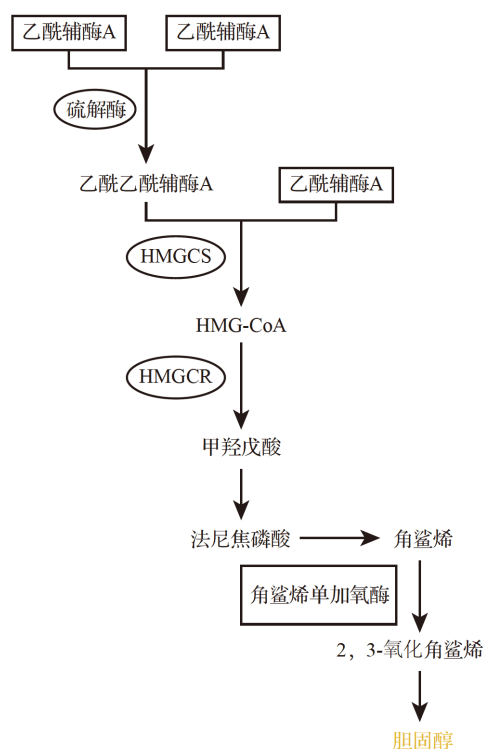 乙酰辅酶A 乙酰辅酶A
硫解酶
乙酰乙酰辅酶A 乙酰辅酶A
HMGCS
HMG-CoA
HMGCR
甲羟戊酸
法尼焦磷酸 角鲨烯
角鲨烯单加氧酶
2，3-氧化角鲨烯
胆固醇